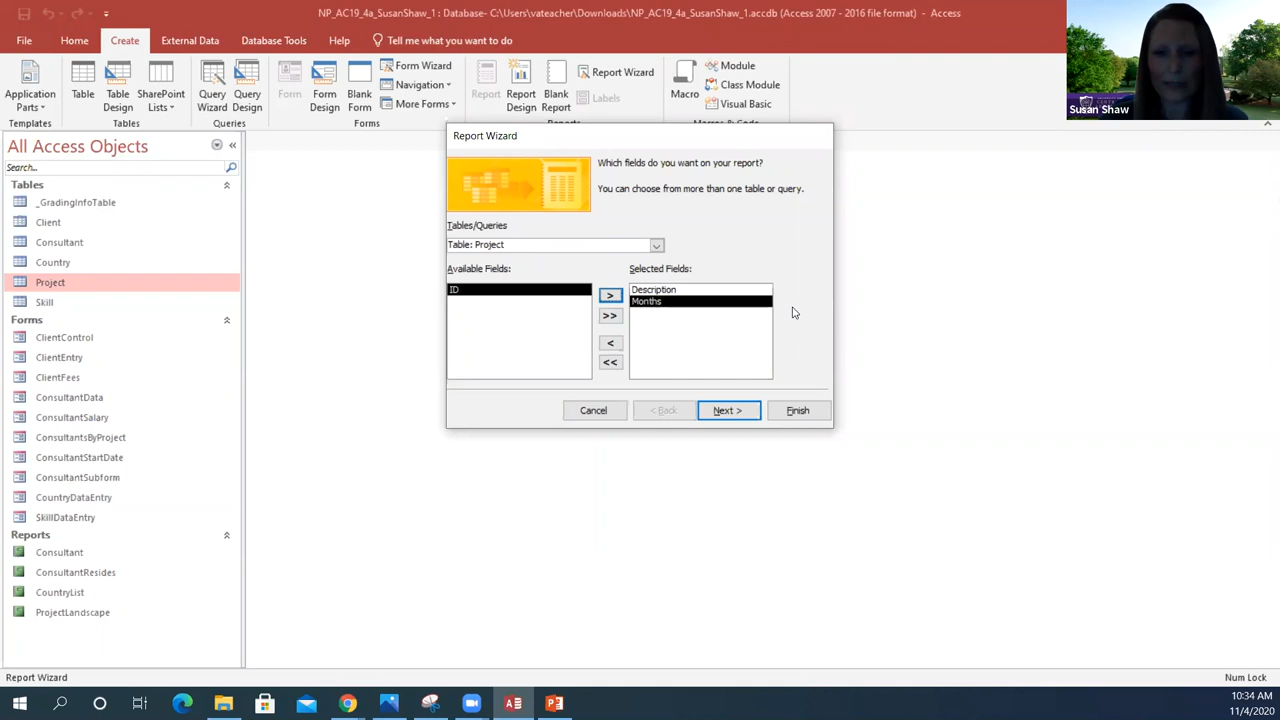 NP_AC19_4a_SusanShaw_1 : Database- C:\Users\vateacher\Downloads\NP_AC19_4a_SusanShaw_1.accdb (Access 2007 - 2016 file format) - Access
File Home Create External Data Database Tools Help Tell me what you want to do
Application Parts
Table
Table Design
SharePoint Lists
Query Wizard
Query Design
Form
Form Design
Blank Form
Form Wizard
Navigation
More Forms
Report
Report Design
Blank Report
Report Wizard
Labels
Macro
Module
Class Module
Visual Basic
Templates Tables Queries Forms
Susan Shaw
All Access Objects
Search...
Tables
_GradingInfoTable
Client
Consultant
Country
Project
Skill
Forms
ClientControl
ClientEntry
ClientFees
ConsultantData
ConsultantSalary
ConsultantsByProject
ConsultantStartDate
ConsultantSubform
CountryDataEntry
SkillDataEntry
Reports
Consultant
ConsultantResides
CountryList
ProjectLandscape
Report Wizard
Which fields do you want on your report?
You can choose from more than one table or query.
Tables/Queries
Table: Project
Available Fields: Selected Fields:
ID
Description
Months
>
>>
<
<<
Cancel < Back Next > Finish
Report Wizard Num Lock
10:34 AM
11/4/2020